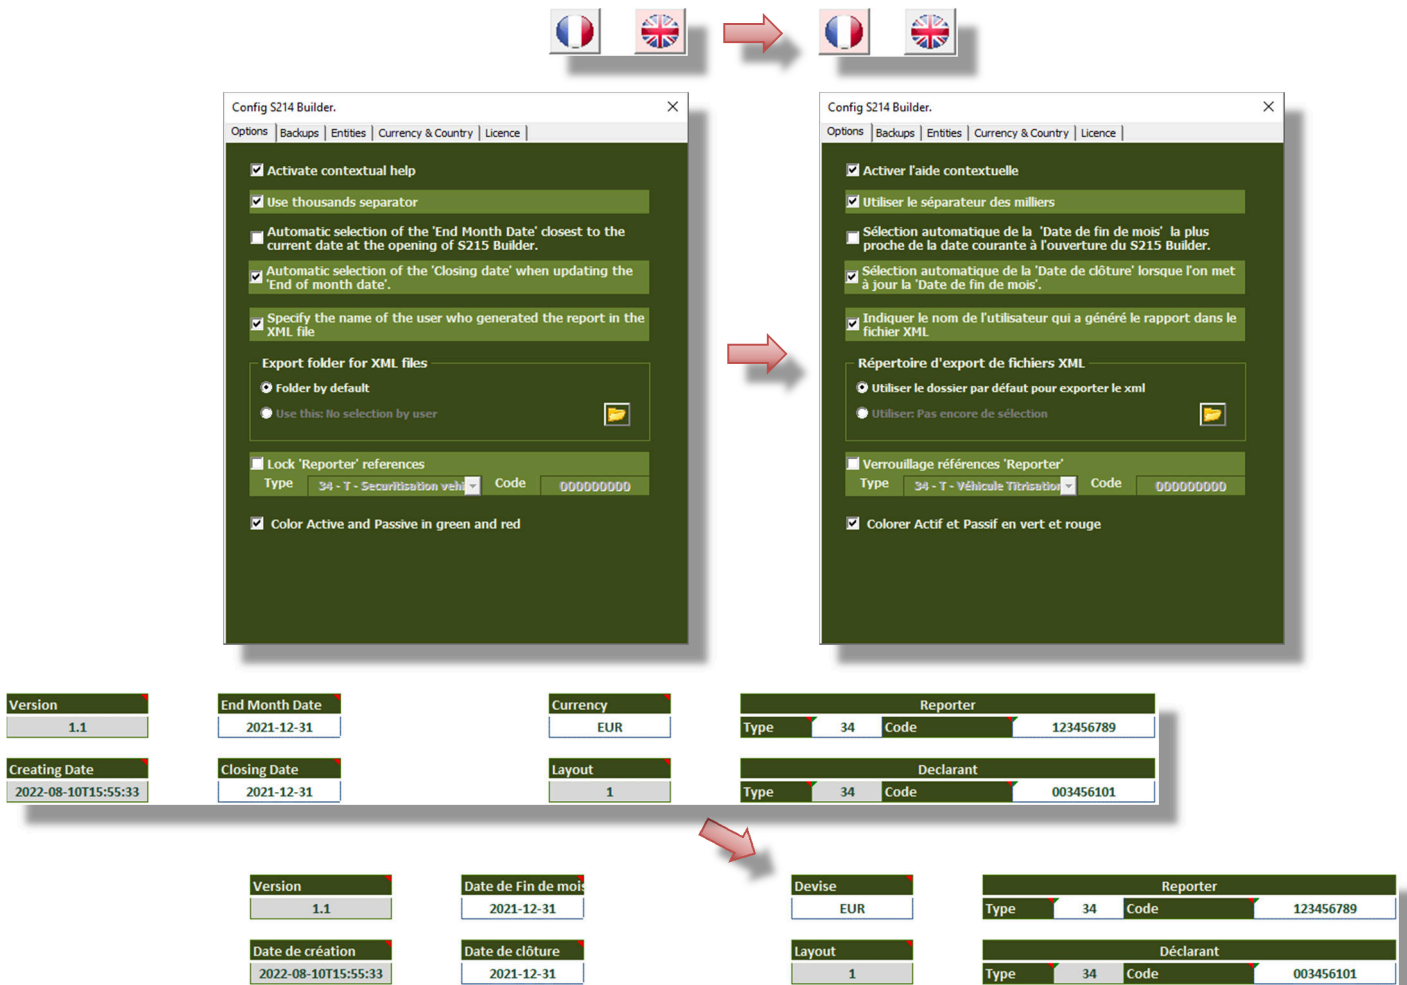 Config S214 Builder.
Options Backups Entities Currency & Country Licence
Activate contextual help
Use thousands separator
Automatic selection of the 'End Month Date' closest to the
current date at the opening of S215 Builder.
Automatic selection of the 'Closing date' when updating the
'End of month date'.
Specify the name of the user who generated the report in the
XML file
Export folder for XML files
Folder by default
Use this: No selection by user
Lock 'Reporter' references
Type 34 - T - Securitisation vehi Code 000000000
Color Active and Passive in green and red
Config S214 Builder.
Options Backups Entities Currency & Country Licence
Activer l'aide contextuelle
Utiliser le séparateur des milliers
Sélection automatique de la 'Date de fin de mois' la plus
proche de la date courante à l'ouverture du S215 Builder.
Sélection automatique de la 'Date de clôture' lorsque l'on met
à jour la 'Date de fin de mois'.
Indiquer le nom de l'utilisateur qui a généré le rapport dans le
fichier XML
Répertoire d'export de fichiers XML
Utiliser le dossier par défaut pour exporter le xml
Utiliser: Pas encore de sélection
Verrouillage références 'Reporter'
Type 34 - T - Véhicule Titrisation Code 000000000
Colorer Actif et Passif en vert et rouge
Version End Month Date Currency Reporter
1.1 2021-12-31 EUR Type 34 Code 123456789
Creating Date Closing Date Layout Declarant
2022-08-10T15:55:33 2021-12-31 1 Type 34 Code 003456101
Version Date de Fin de mois Devise Reporter
1.1 2021-12-31 EUR Type 34 Code 123456789
Date de création Date de clôture Layout Déclarant
2022-08-10T15:55:33 2021-12-31 1 Type 34 Code 003456101